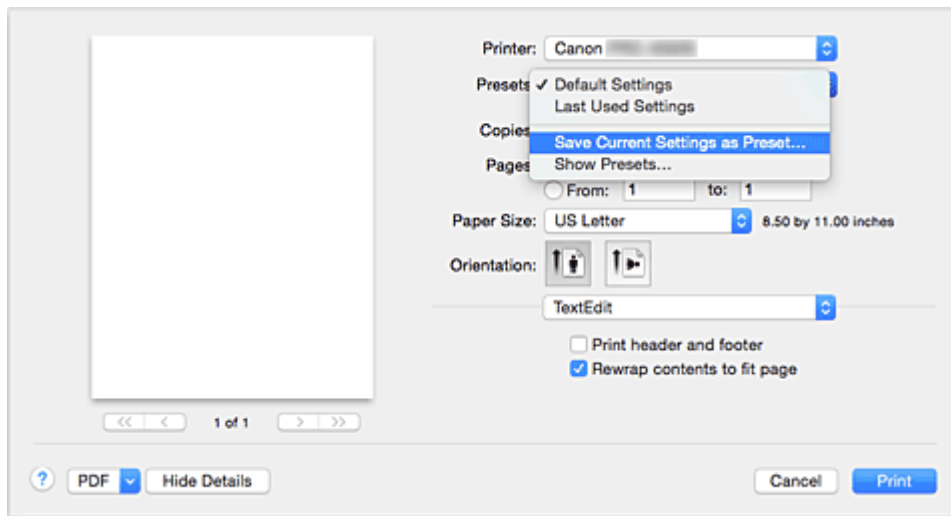 Printer: Canon
Presets ✓ Default Settings
Last Used Settings
Copies
Save Current Settings as Preset...
Pages
Show Presets...
From: 1 to: 1
Paper Size: US Letter 8.50 by 11.00 inches
Orientation:
TextEdit
Print header and footer
Rewrap contents to fit page
<< < 1 of 1 > >>
? PDF Hide Details Cancel Print